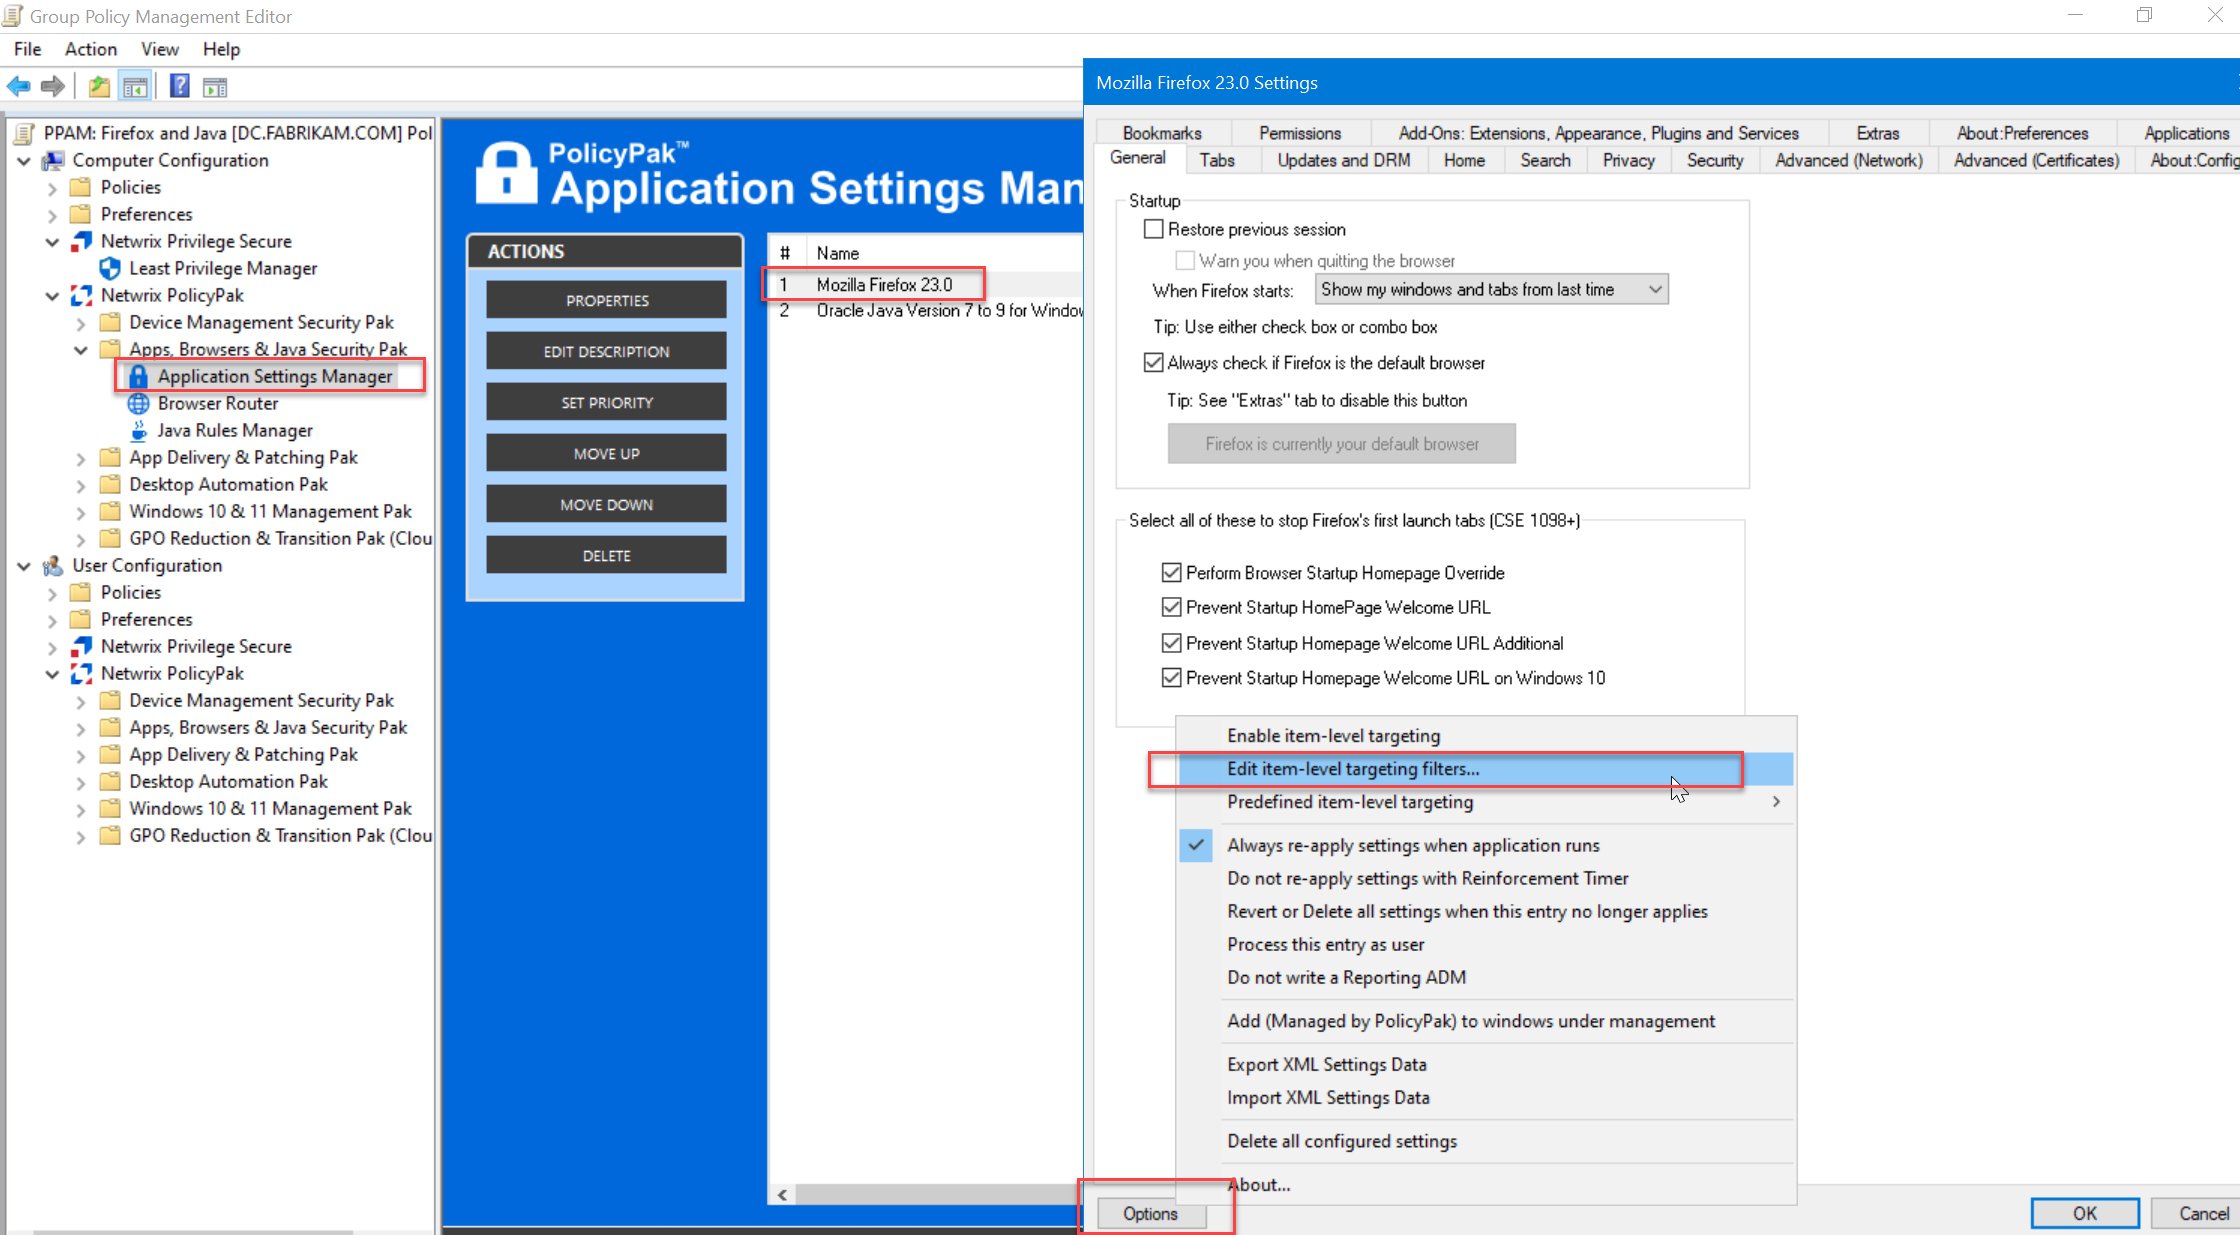 Group Policy Management Editor
File Action View Help
PPAM: Firefox and Java [DC.FABRIKAM.COM] Pol
Computer Configuration
Policies
Preferences
Netwrix Privilege Secure
Least Privilege Manager
Netwrix PolicyPak
Device Management Security Pak
Apps, Browsers & Java Security Pak
Application Settings Manager
Browser Router
Java Rules Manager
App Delivery & Patching Pak
Desktop Automation Pak
Windows 10 & 11 Management Pak
GPO Reduction & Transition Pak (Clou
User Configuration
Policies
Preferences
Netwrix Privilege Secure
Netwrix PolicyPak
Device Management Security Pak
Apps, Browsers & Java Security Pak
App Delivery & Patching Pak
Desktop Automation Pak
Windows 10 & 11 Management Pak
GPO Reduction & Transition Pak (Clou
PolicyPak™
Application Settings Man
ACTIONS
PROPERTIES
EDIT DESCRIPTION
SET PRIORITY
MOVE UP
MOVE DOWN
DELETE
# Name
1 Mozilla Firefox 23.0
2 Oracle Java Version 7 to 9 for Window
Mozilla Firefox 23.0 Settings
Bookmarks Permissions Add-Ons: Extensions, Appearance, Plugins and Services Extras About:Preferences Applications
General Tabs Updates and DRM Home Search Privacy Security Advanced (Network) Advanced (Certificates) About:Config
Startup
Restore previous session
Warn you when quitting the browser
When Firefox starts: Show my windows and tabs from last time
Tip: Use either check box or combo box
Always check if Firefox is the default browser
Tip: See "Extras" tab to disable this button
Firefox is currently your default browser
Select all of these to stop Firefox's first launch tabs (CSE 1098+)
Perform Browser Startup Homepage Override
Prevent Startup HomePage Welcome URL
Prevent Startup Homepage Welcome URL Additional
Prevent Startup Homepage Welcome URL on Windows 10
Enable item-level targeting
Edit item-level targeting filters...
Predefined item-level targeting
Always re-apply settings when application runs
Do not re-apply settings with Reinforcement Timer
Revert or Delete all settings when this entry no longer applies
Process this entry as user
Do not write a Reporting ADM
Add (Managed by PolicyPak) to windows under management
Export XML Settings Data
Import XML Settings Data
Delete all configured settings
About...
Options
OK Cancel